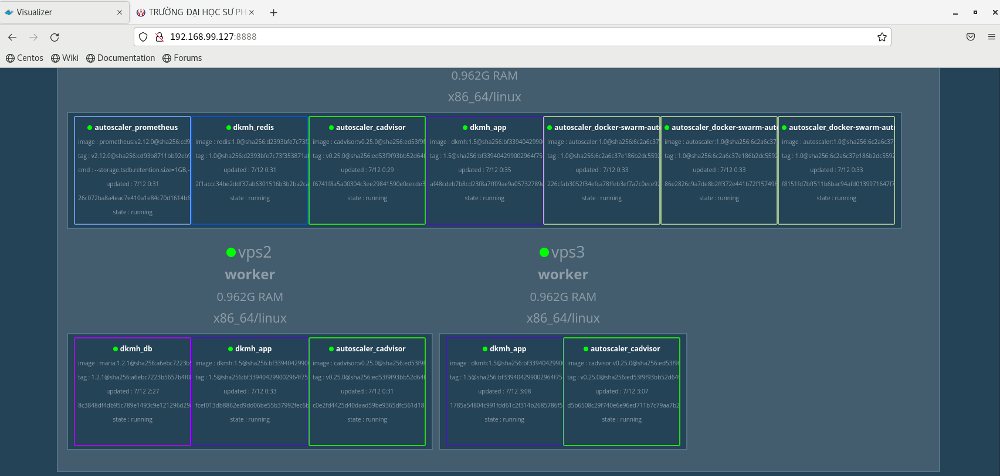 Visualizer
TRƯỜNG ĐẠI HỌC SƯ PH
192.168.99.127:8888
Centos Wiki Documentation Forums
0.962G RAM
x86_64/linux
autoscaler_prometheus
image : prometheus:v2.12.0@sha256:cd9
tag : v2.12.0@sha256:cd93b8711bb92eb9
cmd : --storage.tsdb.retention.size=1GB,--
updated : 7/12 0:31
26c072ba8a4eac7e410a1e84c70d1614b6
state : running
dkmh_redis
image : redis:1.0@sha256:d2393bfe7c73f
tag : 1.0@sha256:d2393bfe7c73f353871a
updated : 7/12 0:31
2f1accc34be2ddf37ab6301516b3b2ba2ca
state : running
autoscaler_cadvisor
image : cadvisor:v0.25.0@sha256:ed53f9f
tag : v0.25.0@sha256:ed53f9f93bb52d64f
updated : 7/12 0:29
f6741f8a5a00304c3ee29841590e0cecde3
state : running
dkmh_app
image : dkmh:1.5@sha256:bf3394042990
tag : 1.5@sha256:bf339404299002964f75
updated : 7/12 0:35
af48cdeb7b8cd23f8a7ff09ae9a05732789
state : running
autoscaler_docker-swarm-aut
image : autoscaler:1.0@sha256:6c2a6c37
tag : 1.0@sha256:6c2a6c37e186b2dc5592
updated : 7/12 0:33
226cfab3052f34efca78ffeb3ef7a7c0ece92
state : running
autoscaler_docker-swarm-aut
image : autoscaler:1.0@sha256:6c2a6c37
tag : 1.0@sha256:6c2a6c37e186b2dc5592
updated : 7/12 0:33
86e2826c9a7de8b2ff372e441b72f157498
state : running
autoscaler_docker-swarm-aut
image : autoscaler:1.0@sha256:6c2a6c37
tag : 1.0@sha256:6c2a6c37e186b2dc5592
updated : 7/12 0:33
f8151fd7bff511b6bac94afd0139971647f7
state : running
vps2
worker
0.962G RAM
x86_64/linux
dkmh_db
image : maria:1.2.1@sha256:a6ebc7223b5
tag : 1.2.1@sha256:a6ebc7223b5657b4f0
updated : 7/12 2:27
8c3848df4db95c789e1493c9e121296d29
state : running
dkmh_app
image : dkmh:1.5@sha256:bf3394042990
tag : 1.5@sha256:bf339404299002964f75
updated : 7/12 0:33
fcef013db8862ed9dd06be55b37992fec6b
state : running
autoscaler_cadvisor
image : cadvisor:v0.25.0@sha256:ed53f9f
tag : v0.25.0@sha256:ed53f9f93bb52d64f
updated : 7/12 0:31
c0e2fd4425d40daad59be9365dfc561d18
state : running
vps3
worker
0.962G RAM
x86_64/linux
dkmh_app
image : dkmh:1.5@sha256:bf3394042990
tag : 1.5@sha256:bf339404299002964f75
updated : 7/12 3:08
1785a54804c991fdd61c2f314b2685786f5
state : running
autoscaler_cadvisor
image : cadvisor:v0.25.0@sha256:ed53f9f
tag : v0.25.0@sha256:ed53f9f93bb52d64f
updated : 7/12 3:07
d5b6508c29f740e6e96ed711b7c79aa7b2
state : running